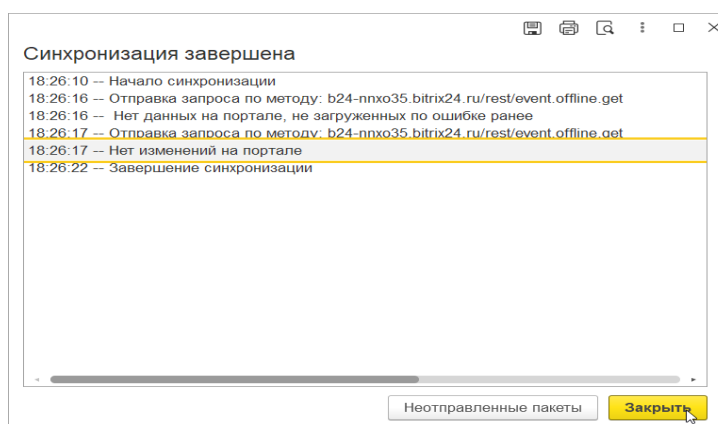 Синхронизация завершена
18:26:10 -- Начало синхронизации
18:26:16 -- Отправка запроса по методу: b24-nnxo35.bitrix24.ru/rest/event.offline.get
18:26:16 -- Нет данных на портале, не загруженных по ошибке ранее
18:26:17 -- Отправка запроса по методу: b24-nnxo35.bitrix24.ru/rest/event.offline.get
18:26:17 -- Нет изменений на портале
18:26:22 -- Завершение синхронизации
Неотправленные пакеты Закрыть